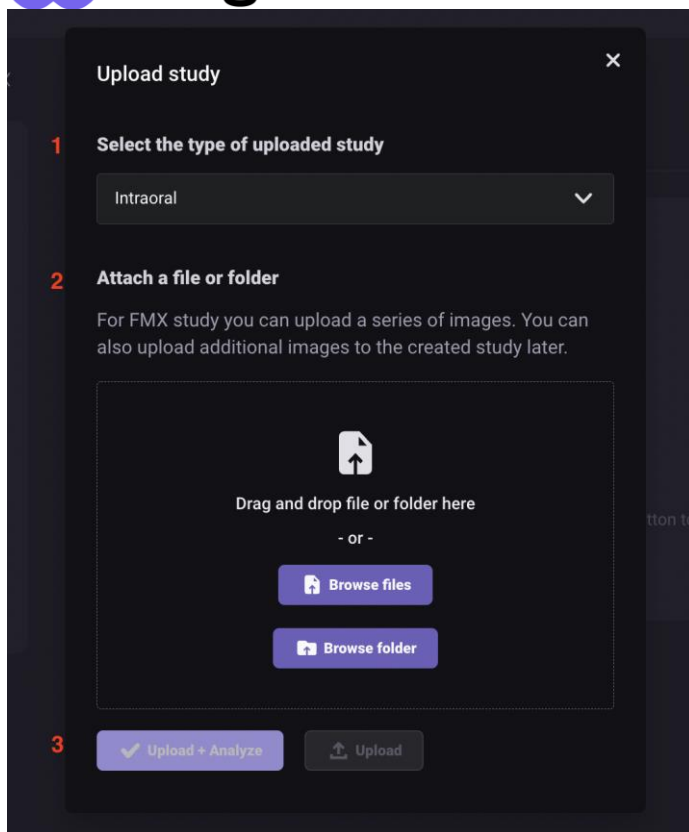 Upload study
1 Select the type of uploaded study
Intraoral
2 Attach a file or folder
For FMX study you can upload a series of images. You can
also upload additional images to the created study later.
Drag and drop file or folder here
- or -
Browse files
tton to
Browse folder
3 Upload + Analyze Upload